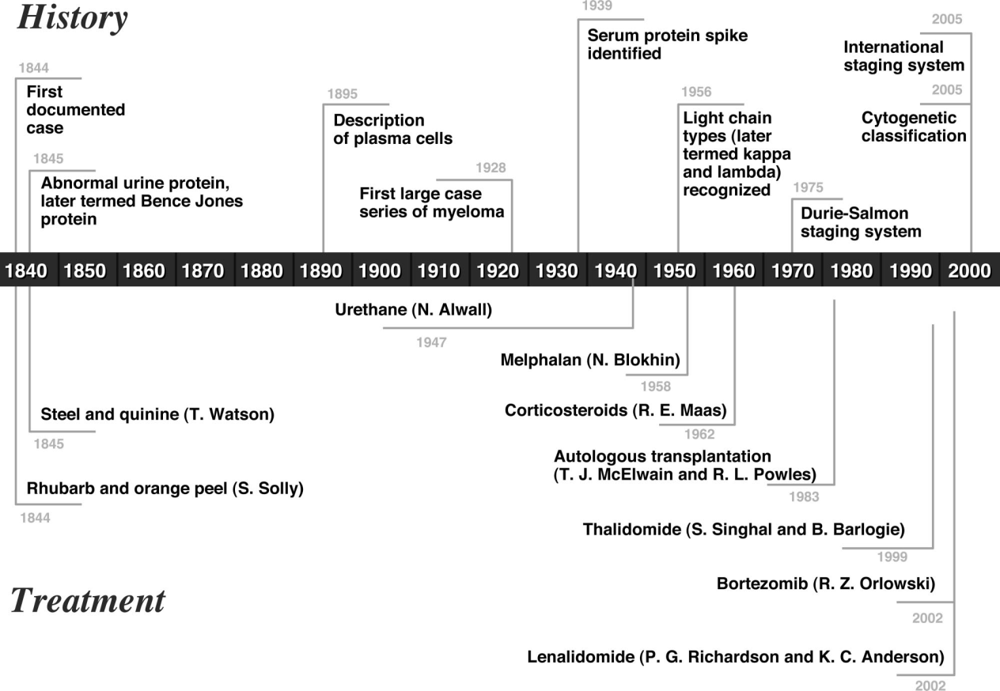 History
1844
First
documented
case
1845
Abnormal urine protein,
later termed Bence Jones
protein
1895
Description
of plasma cells
1928
First large case
series of myeloma
1939
Serum protein spike
identified
1956
Light chain
types (later
termed kappa
and lambda)
recognized
1975
Durie-Salmon
staging system
2005
International
staging system
2005
Cytogenetic
classification
1840 1850 1860 1870 1880 1890 1900 1910 1920 1930 1940 1950 1960 1970 1980 1990 2000
Urethane (N. Alwall)
1947
Melphalan (N. Blokhin)
1958
Corticosteroids (R. E. Maas)
1962
Autologous transplantation
(T. J. McElwain and R. L. Powles)
1983
Thalidomide (S. Singhal and B. Barlogie)
1999
Bortezomib (R. Z. Orlowski)
2002
Lenalidomide (P. G. Richardson and K. C. Anderson)
2002
Steel and quinine (T. Watson)
1845
Rhubarb and orange peel (S. Solly)
1844
Treatment